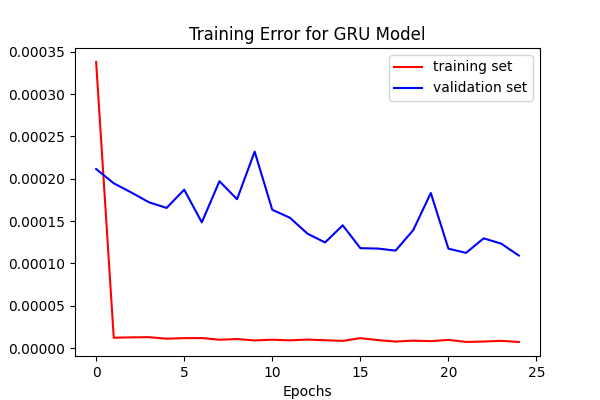 Training Error for GRU Model
0.00035
0.00030
0.00025
0.00020
0.00015
0.00010
0.00005
0.00000
training set
validation set
0 5 10 15 20 25
Epochs